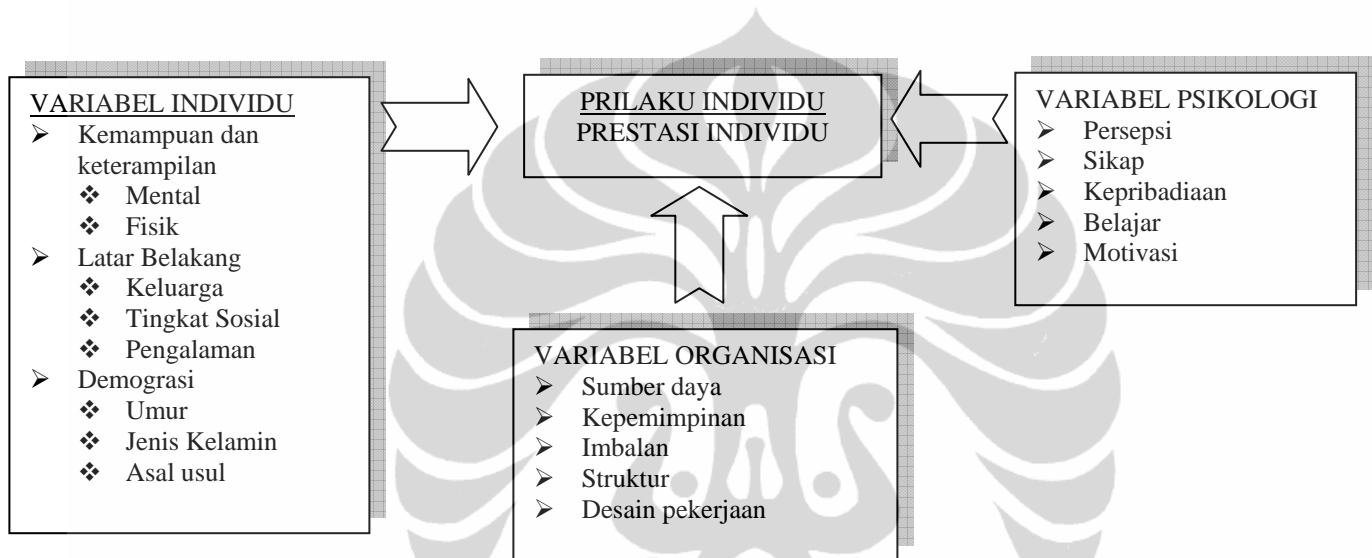 VARIABEL INDIVIDU
➢ Kemampuan dan
keterampilan
❖ Mental
❖ Fisik
➢ Latar Belakang
❖ Keluarga
❖ Tingkat Sosial
❖ Pengalaman
➢ Demograsi
❖ Umur
❖ Jenis Kelamin
❖ Asal usul
PRILAKU INDIVIDU
PRESTASI INDIVIDU
VARIABEL PSIKOLOGI
➢ Persepsi
➢ Sikap
➢ Kepribadiaan
➢ Belajar
➢ Motivasi
VARIABEL ORGANISASI
➢ Sumber daya
➢ Kepemimpinan
➢ Imbalan
➢ Struktur
➢ Desain pekerjaan